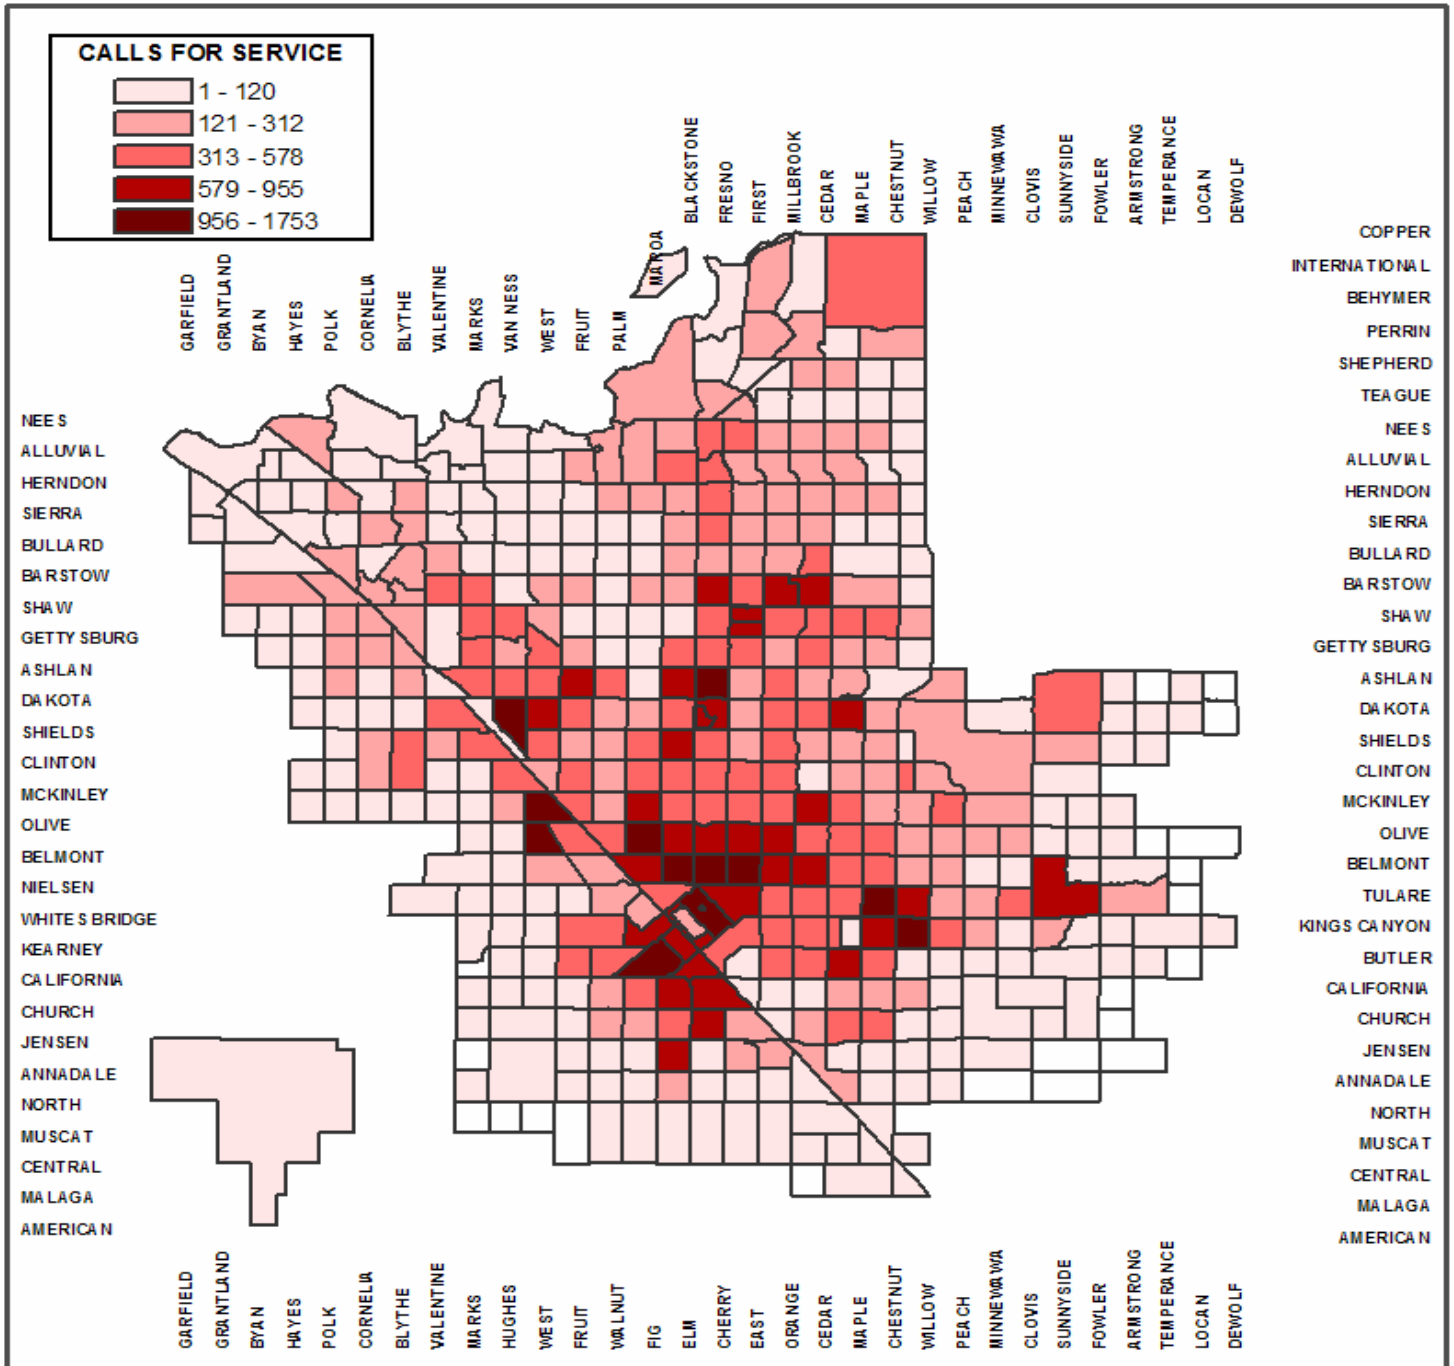 CALLS FOR SERVICE
1 - 120
121 - 312
313 - 578
579 - 955
956 - 1753
BLACKSTONE
FRESNO
FIRST
MILLBROOK
CEDAR
MAPLE
CHESTNUT
WILLOW
PEACH
MINNEWAWA
CLOVIS
SUNNYSIDE
FOWLER
ARMSTRONG
TEMPERANCE
LOCAN
DEWOLF
MAROA
GARFIELD
GRANTLAND
BYAN
HAYES
POLK
CORNELIA
BLYTHE
VALENTINE
MARKS
VAN NESS
WEST
FRUIT
PALM
COPPER
INTERNATIONAL
BEHYMER
PERRIN
SHEPHERD
TEAGUE
NEES
ALLUVIAL
HERNDON
SIERRA
BULLARD
BARSTOW
SHAW
GETTYSBURG
ASHLAN
DAKOTA
SHIELDS
CLINTON
MCKINLEY
OLIVE
BELMONT
TULARE
KINGS CANYON
BUTLER
CALIFORNIA
CHURCH
JENSEN
ANNADALE
NORTH
MUSCAT
CENTRAL
MALAGA
AMERICAN
NEES
ALLUVIAL
HERNDON
SIERRA
BULLARD
BARSTOW
SHAW
GETTYSBURG
ASHLAN
DAKOTA
SHIELDS
CLINTON
MCKINLEY
OLIVE
BELMONT
NIELSEN
WHITESBRIDGE
KEARNEY
CALIFORNIA
CHURCH
JENSEN
ANNADALE
NORTH
MUSCAT
CENTRAL
MALAGA
AMERICAN
GARFIELD
GRANTLAND
BYAN
HAYES
POLK
CORNELIA
BLYTHE
VALENTINE
MARKS
HUGHES
WEST
FRUIT
WALNUT
FIG
ELM
CHERRY
EAST
ORANGE
CEDAR
MAPLE
CHESTNUT
WILLOW
PEACH
MINNEWAWA
CLOVIS
SUNNYSIDE
FOWLER
ARMSTRONG
TEMPERANCE
LOCAN
DEWOLF